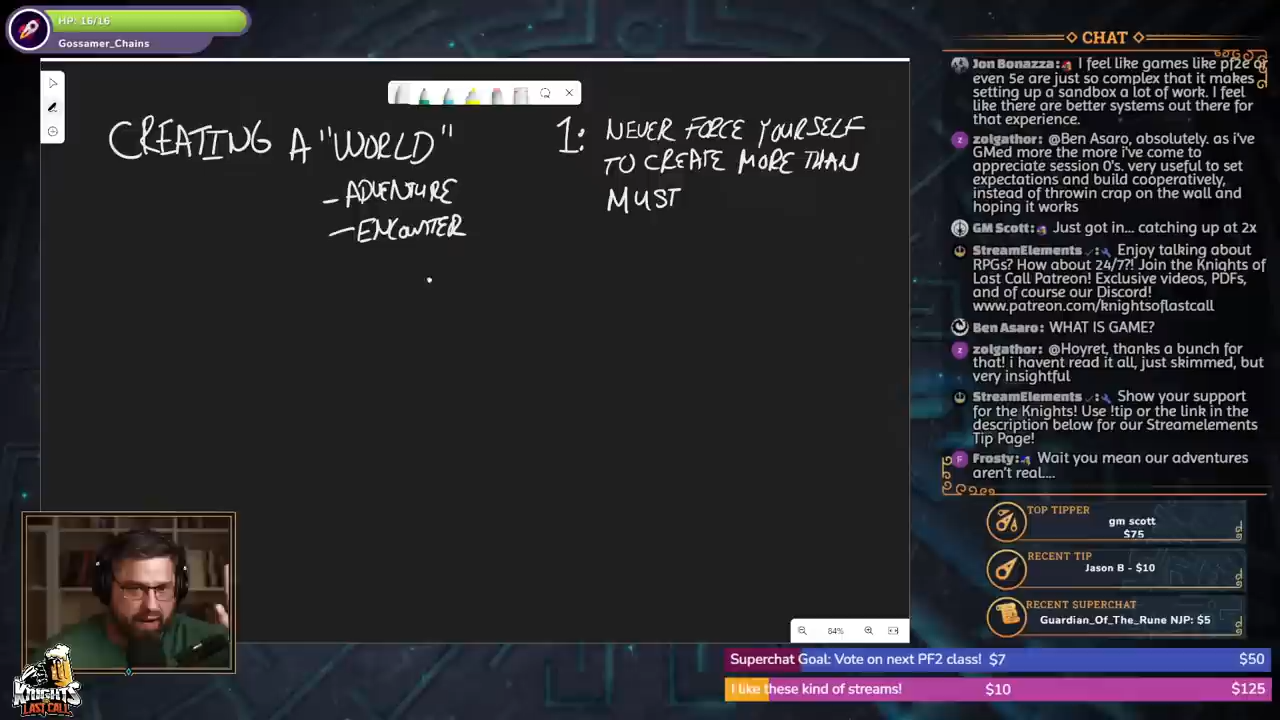 HP: 16/16
Gossamer_Chains
CREATING A "WORLD"
- ADVENTURE
- ENCOUNTER
1: NEVER FORCE YOURSELF
TO CREATE MORE THAN
MUST
84%
KNIGHTS
OF
LAST CALL
CHAT
Jon Bonazza: I feel like games like pf2e or
even 5e are just so complex that it makes
setting up a sandbox a lot of work. I feel
like there are better systems out there for
that experience.
zolgathor: @Ben Asaro, absolutely. as i've
GMed more the more i've come to
appreciate session 0's. very useful to set
expectations and build cooperatively,
instead of throwin crap on the wall and
hoping it works
GM Scott: Just got in... catching up at 2x
StreamElements: Enjoy talking about
RPGs? How about 24/7?! Join the Knights of
Last Call Patreon! Exclusive videos, PDFs,
and of course our Discord!
www.patreon.com/knightsoflastcall
Ben Asaro: WHAT IS GAME?
zolgathor: @Hoyret, thanks a bunch for
that! i havent read it all, just skimmed, but
very insightful
StreamElements: Show your support
for the Knights! Use !tip or the link in the
description below for our Streamelements
Tip Page!
Frosty: Wait you mean our adventures
aren't real....
TOP TIPPER
gm scott
$75
RECENT TIP
Jason B - $10
RECENT SUPERCHAT
Guardian_Of_The_Rune NJP: $5
Superchat Goal: Vote on next PF2 class! $7 $50
I like these kind of streams! $10 $125